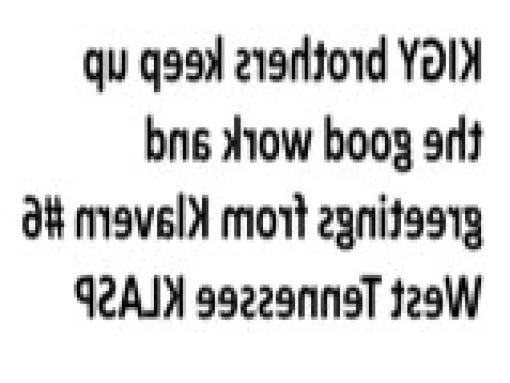 KIGY brothers keep up
the good work and
greetings from Klavern #6
West Tennessee KLASP